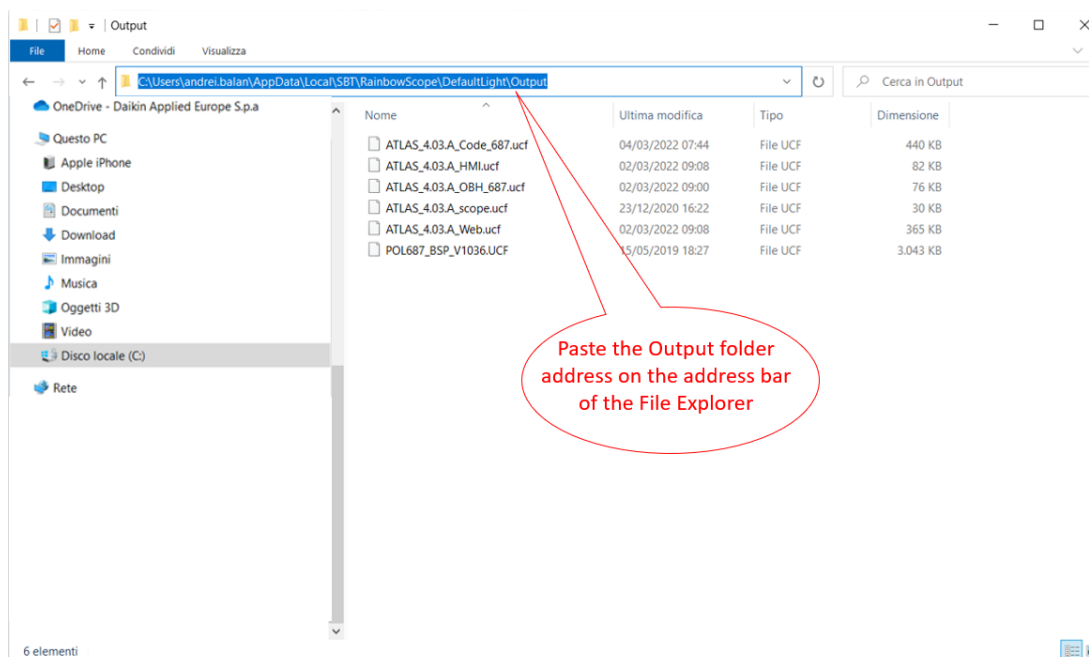 Output
File Home Condividi Visualizza
C:\Users\andrei.balan\AppData\Local\SBT\RainbowScope\DefaultLight\Output
Cerca in Output
OneDrive - Daikin Applied Europe S.p.a
Questo PC
Apple iPhone
Desktop
Documenti
Download
Immagini
Musica
Oggetti 3D
Video
Disco locale (C:)
Rete
Nome Ultima modifica Tipo Dimensione
ATLAS_4.03.A_Code_687.ucf 04/03/2022 07:44 File UCF 440 KB
ATLAS_4.03.A_HMI.ucf 02/03/2022 09:08 File UCF 82 KB
ATLAS_4.03.A_OBH_687.ucf 02/03/2022 09:00 File UCF 76 KB
ATLAS_4.03.A_scope.ucf 23/12/2020 16:22 File UCF 30 KB
ATLAS_4.03.A_Web.ucf 02/03/2022 09:08 File UCF 365 KB
POL687_BSP_V1036.UCF 15/05/2019 18:27 File UCF 3.043 KB
Paste the Output folder
address on the address bar
of the File Explorer
6 elementi